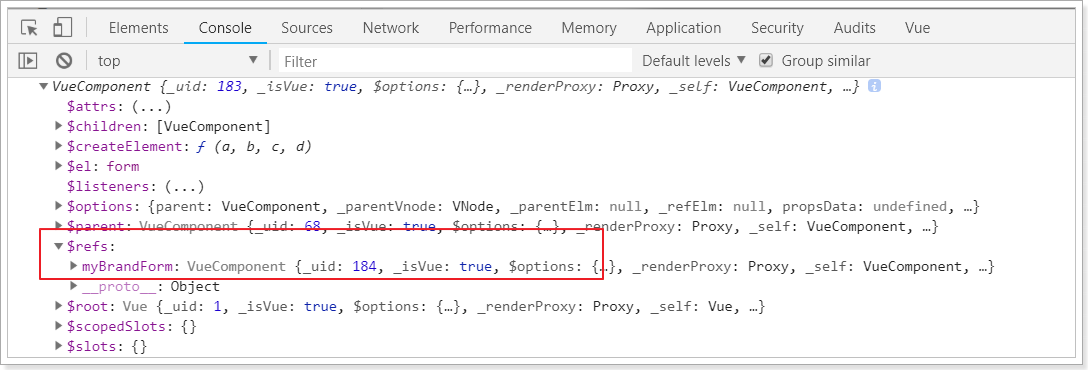 Elements Console Sources Network Performance Memory Application Security Audits Vue
top Filter Default levels Group similar
VueComponent {_uid: 183, _isVue: true, $options: {…}, _renderProxy: Proxy, _self: VueComponent, …} i
$attrs: (...)
$children: [VueComponent]
$createElement: ƒ (a, b, c, d)
$el: form
$listeners: (...)
$options: {parent: VueComponent, _parentVnode: VNode, _parentElm: null, _refElm: null, propsData: undefined, …}
$parent: VueComponent {_uid: 68, _isVue: true, $options: {…}, _renderProxy: Proxy, _self: VueComponent, …}
$refs:
myBrandForm: VueComponent {_uid: 184, _isVue: true, $options: {…}, _renderProxy: Proxy, _self: VueComponent, …}
__proto__: Object
$root: Vue {_uid: 1, _isVue: true, $options: {…}, _renderProxy: Proxy, _self: Vue, …}
$scopedSlots: {}
$slots: {}